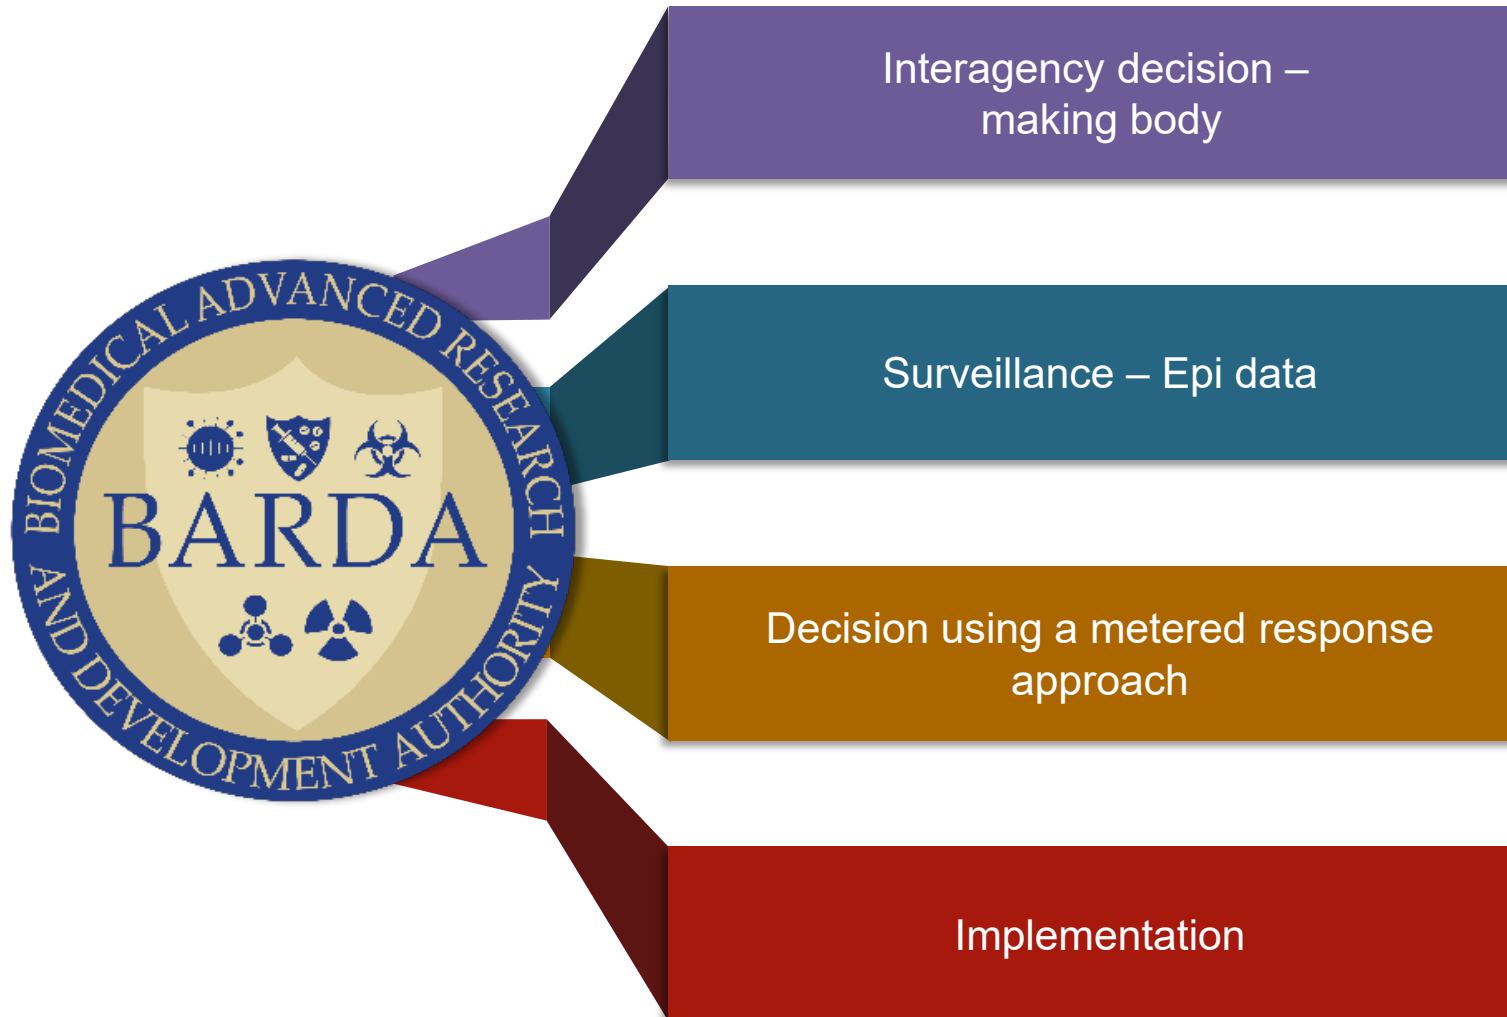 BIOMEDICAL ADVANCED RESEARCH
AND DEVELOPMENT AUTHORITY
BARDA
Interagency decision –
making body
Surveillance – Epi data
Decision using a metered response
approach
Implementation